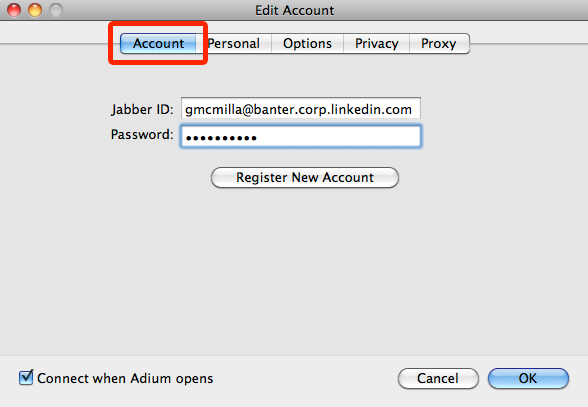 Edit Account
Account Personal Options Privacy Proxy
Jabber ID: gmcmilla@banter.corp.linkedin.com
Password: ••••••••••
Register New Account
Connect when Adium opens Cancel OK